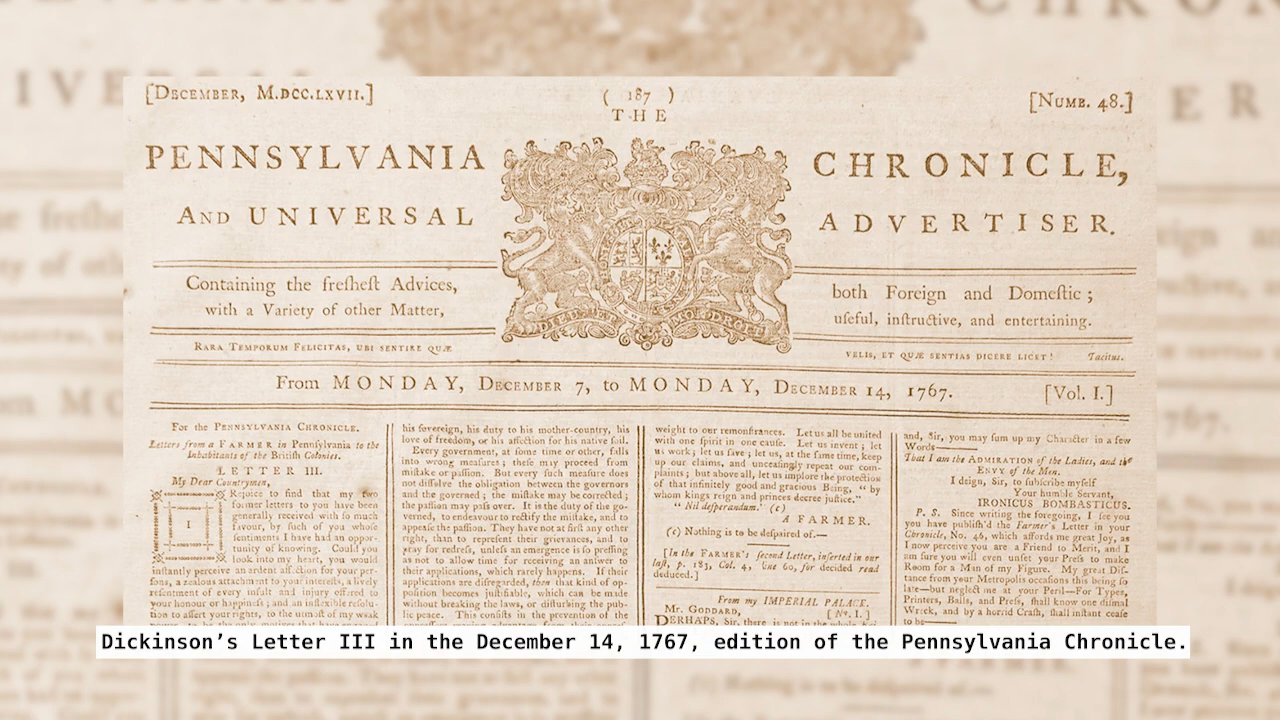 [December, M.DCC.LXVII.]
( 187 )
[Numb. 48.]
THE
PENNSYLVANIA
CHRONICLE,
And UNIVERSAL
ADVERTISER.
Containing the freſheſt Advices,
with a Variety of other Matter,
both Foreign and Domeſtic ;
uſeful, inſtructive, and entertaining.
Rara Temporum Felicitas, ubi sentire quæ
velis, et quæ sentias dicere licet! Tacitus.
From MONDAY, December 7, to MONDAY, December 14, 1767.
[Vol. I.]
For the Pennsylvania Chronicle.
Letters from a FARMER in Pennſylvania to the
Inhabitants of the Britiſh Colonies.
LETTER III.
My Dear Countrymen,
I Rejoice to find that my two
former letters to you have been
generally received with ſo much
favour, by ſuch of you whoſe
ſentiments I have had an oppor-
tunity of knowing. Could you
look into my heart, you would
inſtantly perceive an ardent affection for your per-
ſons, a zealous attachment to your intereſts, a lively
reſentment of every inſult and injury offered to
your honour or happineſs; and an inflexible reſolu-
tion to aſſert your rights, to the utmoſt of my weak
his ſovereign, his duty to his mother-country, his
love of freedom, or his affection for his native ſoil.
Every government, at ſome time or other, falls
into wrong meaſures; theſe may proceed from
miſtake or paſſion. But every ſuch meaſure does
not diſſolve the obligation between the governors
and the governed; the miſtake may be corrected;
the paſſion may paſs over. It is the duty of the go-
verned, to endeavour to rectify the miſtake, and to
appeaſe the paſſion. They have not at firſt any other
right, than to repreſent their grievances, and to
pray for redreſs, unleſs an emergence is ſo preſſing
as not to allow time for receiving an answer to
their applications, which rarely happens. If their
applications are diſregarded, then that kind of op-
poſition becomes juſtifiable, which can be made
without breaking the laws, or diſturbing the pub-
lic peace. This conſiſts in the prevention of the
weight to our remonſtrances. Let us all be united
with one ſpirit in one cauſe. Let us invent; let
us work; let us ſave; let us, at the ſame time, keep
up our claims, and unceaſingly repeat our com-
plaints; but above all, let us implore the protection
of that infinitely good and gracious Being, "by
whom kings reign and princes decree juſtice."
"Nil deſperandum." (c)
A FARMER.
(c) Nothing is to be deſpaired of.—
[In the FARMER's ſecond Letter, inſerted in our
laſt, p. 183, Col. 4, line 60, for decided read
deduced.]
From my IMPERIAL PALACE.
[No. I.]
Mr. GODDARD,
PERHAPS, Sir, there is not in the whole
and, Sir, you may ſum up my Character in a few
Words———
That I am the ADMIRATION of the Ladies, and the
ENVY of the Men.
I deign, Sir, to ſubſcribe myſelf
Your humble Servant,
IRONICUS BOMBASTICUS.
P. S. Since writing the foregoing, I ſee you
have publiſh'd the Farmer's Letter in your
Chronicle, No. 46, which affords me great Joy, as
I now perceive you are a Friend to Merit, and I
am ſure you will even unſet your Preſs to make
Room for a Man of my Figure. My great Diſ-
tance from your Metropolis occaſions this being ſo
late—but neglect me at your Peril—For Types,
Printers, Balls, and Preſs, ſhall know one diſmal
Wreck, and by a horrid Craſh, ſhall inſtant ceaſe
to be——
Dickinson’s Letter III in the December 14, 1767, edition of the Pennsylvania Chronicle.